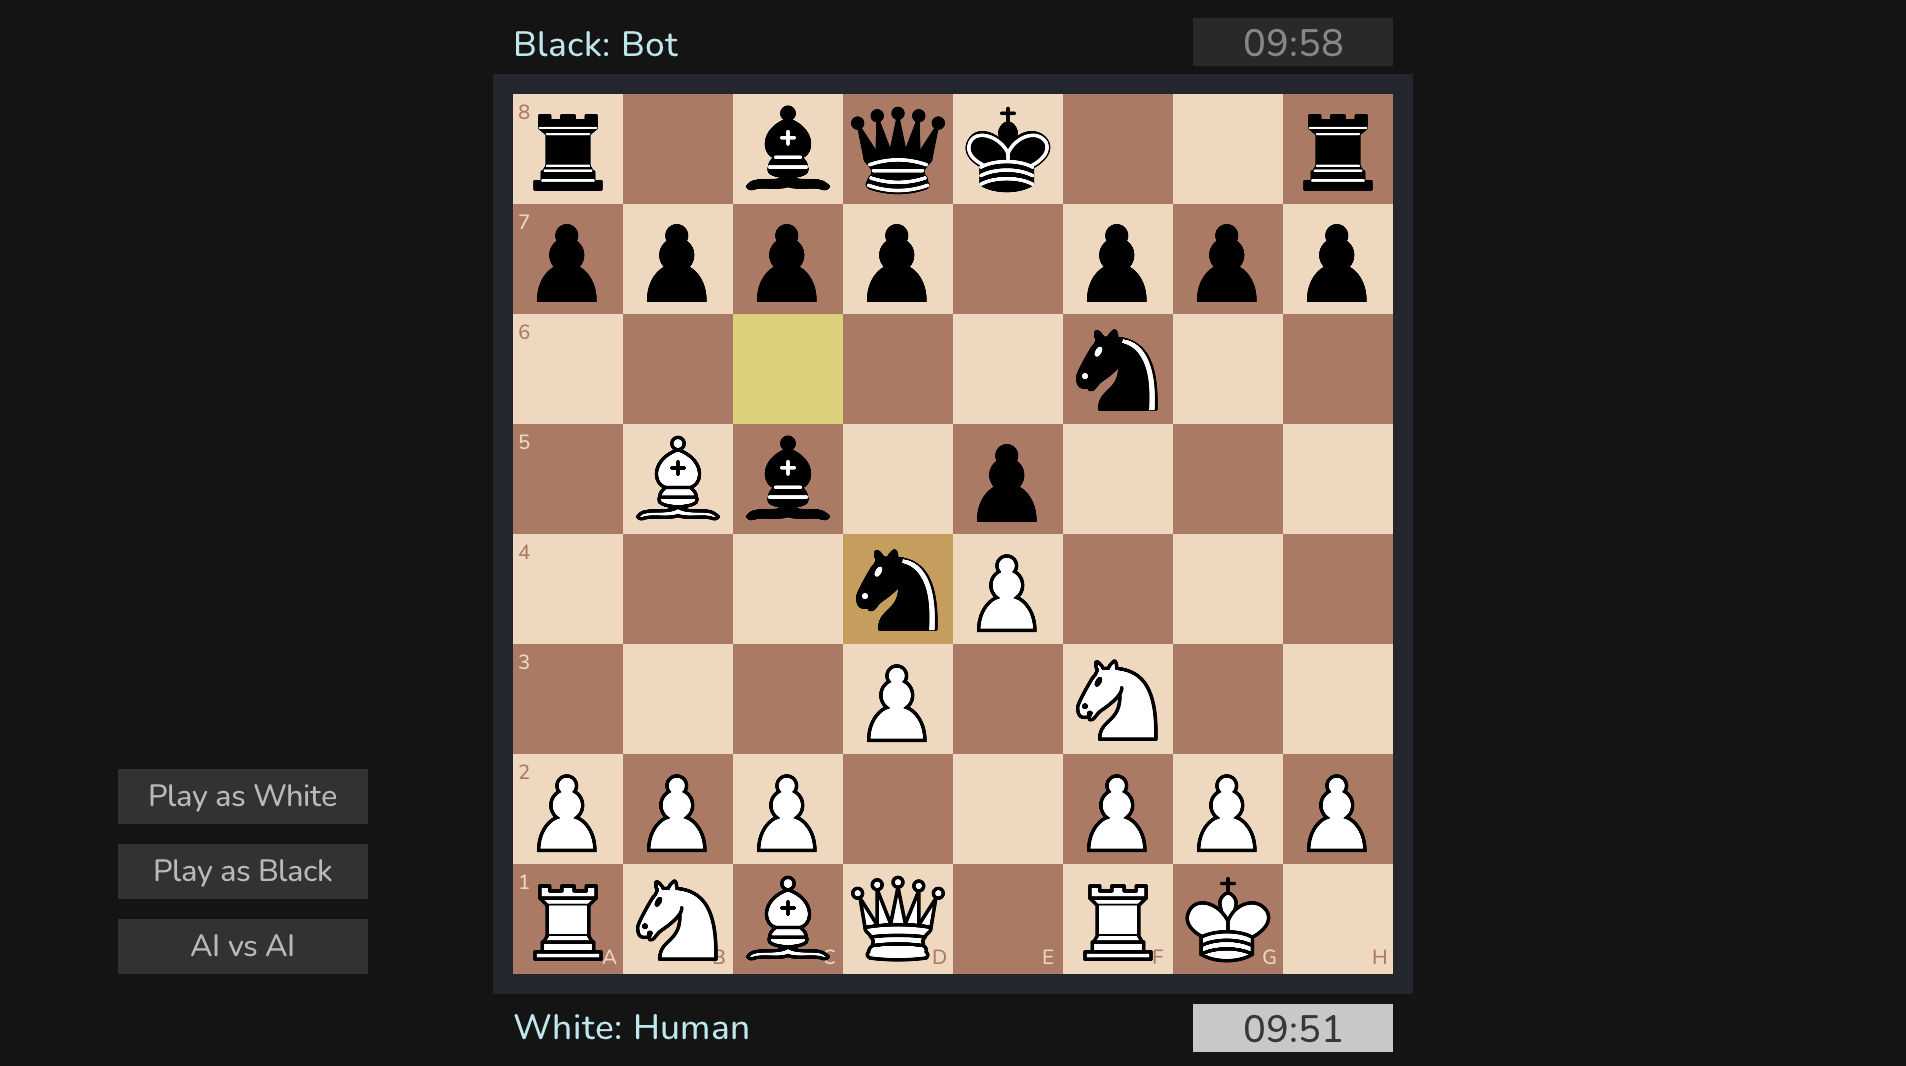 Black: Bot
09:58
8
7
6
5
4
3
2
1
A B C D E F G H
Play as White
Play as Black
AI vs AI
White: Human
09:51